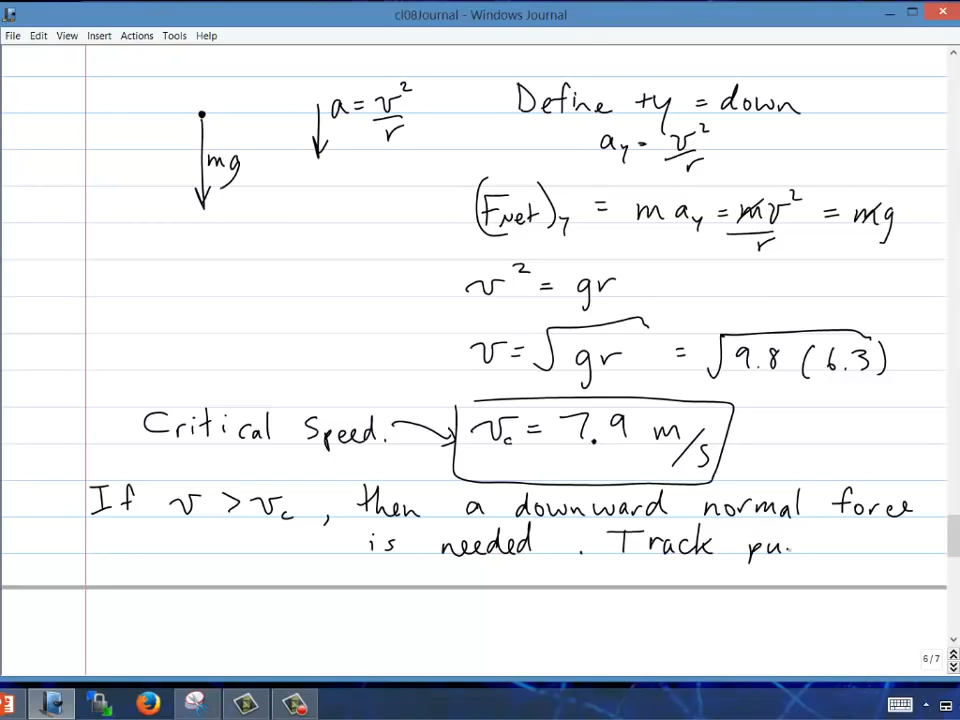 cl08Journal - Windows Journal
File Edit View Insert Actions Tools Help
a = v²/r
Define +y = down
mg
a_y = v²/r
(Fnet)_y = m a_y = mv²/r = mg
v² = gr
v = √gr = √9.8 (6.3)
Critical Speed. v_c = 7.9 m/s
If v > v_c , then a downward normal force
is needed . Track pu
6/7